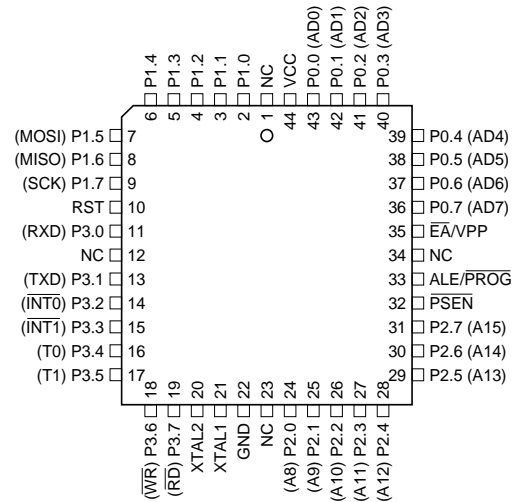 P1.4
P1.3
P1.2
P1.1
P1.0
NC
VCC
P0.0 (AD0)
P0.1 (AD1)
P0.2 (AD2)
P0.3 (AD3)
6
5
4
3
2
1
44
43
42
41
40
(MOSI) P1.5 7
(MISO) P1.6 8
(SCK) P1.7 9
RST 10
(RXD) P3.0 11
NC 12
(TXD) P3.1 13
(I̅N̅T̅0̅) P3.2 14
(I̅N̅T̅1̅) P3.3 15
(T0) P3.4 16
(T1) P3.5 17
39 P0.4 (AD4)
38 P0.5 (AD5)
37 P0.6 (AD6)
36 P0.7 (AD7)
35 E̅A̅/VPP
34 NC
33 ALE/P̅R̅O̅G̅
32 P̅S̅E̅N̅
31 P2.7 (A15)
30 P2.6 (A14)
29 P2.5 (A13)
18
19
20
21
22
23
24
25
26
27
28
(W̅R̅) P3.6
(R̅D̅) P3.7
XTAL2
XTAL1
GND
NC
(A8) P2.0
(A9) P2.1
(A10) P2.2
(A11) P2.3
(A12) P2.4